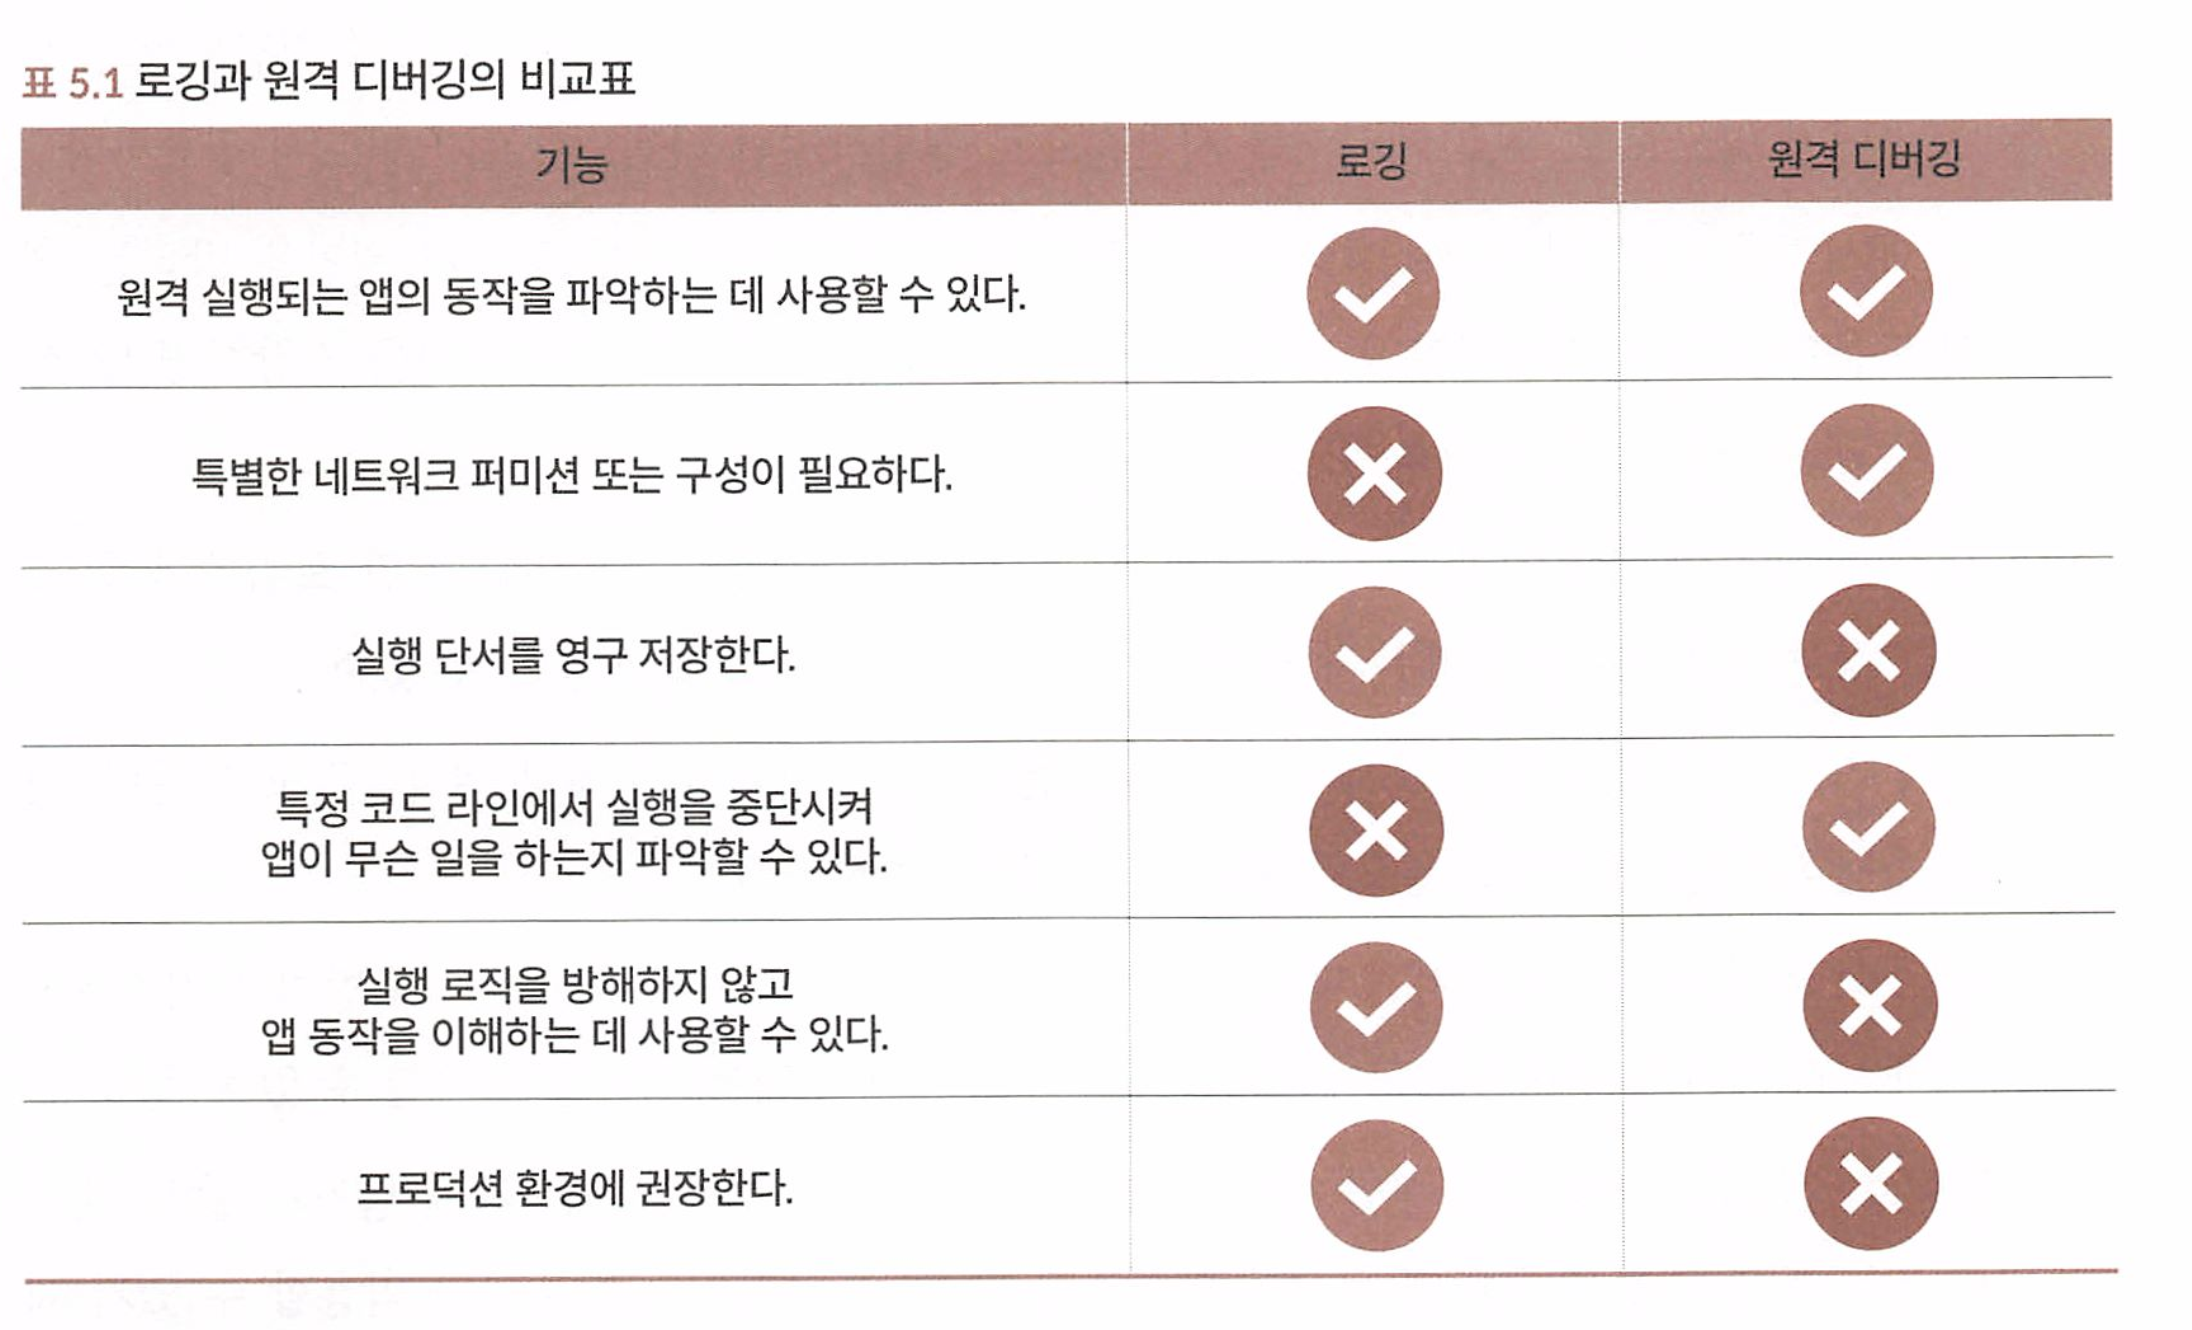 표 5.1 로깅과 원격 디버깅의 비교표
기능 로깅 원격 디버깅
원격 실행되는 앱의 동작을 파악하는 데 사용할 수 있다.
특별한 네트워크 퍼미션 또는 구성이 필요하다.
실행 단서를 영구 저장한다.
특정 코드 라인에서 실행을 중단시켜
앱이 무슨 일을 하는지 파악할 수 있다.
실행 로직을 방해하지 않고
앱 동작을 이해하는 데 사용할 수 있다.
프로덕션 환경에 권장한다.